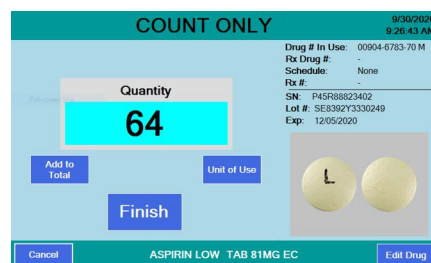 COUNT ONLY
9/30/2020
9:26:43 AM
Drug # In Use: 00904-6783-70 M
Rx Drug #: -
Schedule: None
Rx #: -
SN: P45R88823402
Lot #: SE8392Y3330249
Exp: 12/05/2020
Quantity
64
Add to
Total
Unit of Use
Finish
L
Cancel
ASPIRIN LOW TAB 81MG EC
Edit Drug